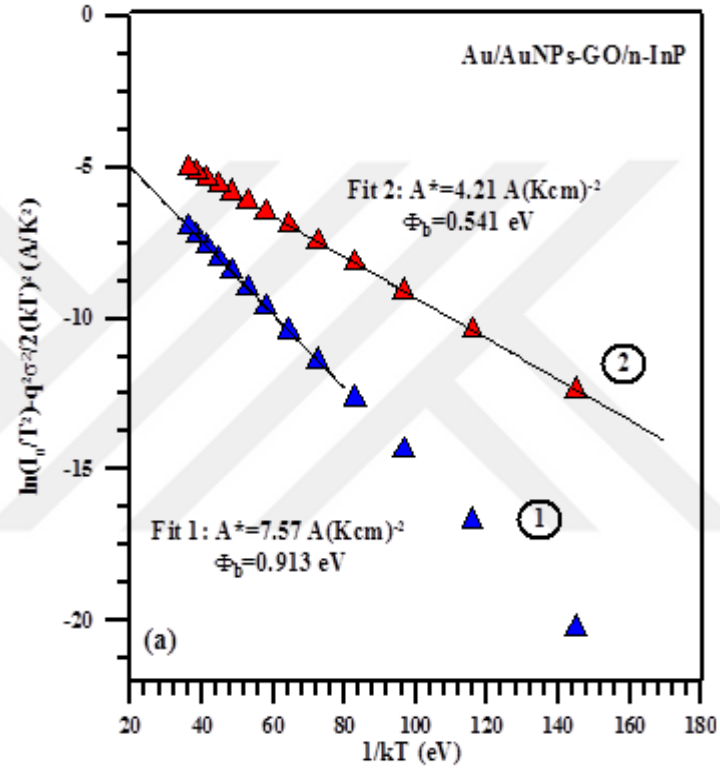 Au/AuNPs-GO/n-InP
Fit 2: A*=4.21 A(Kcm)⁻²
Φb=0.541 eV
2
1
Fit 1: A*=7.57 A(Kcm)⁻²
Φb=0.913 eV
(a)
ln(I₀/T²)-q²σ²/2(kT)² (A/K²)
0
-5
-10
-15
-20
20 40 60 80 100 120 140 160 180
1/kT (eV)